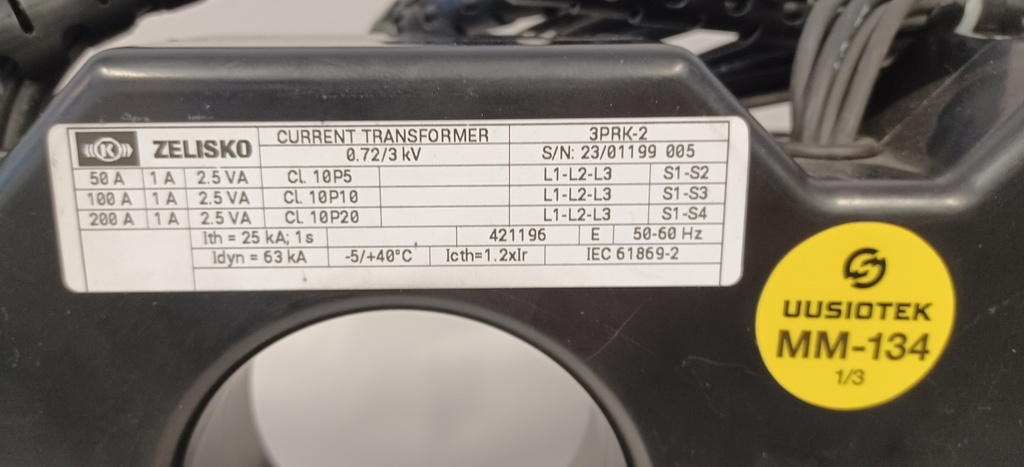 K ZELISKO CURRENT TRANSFORMER 3PRK-2
0.72/3 kV S/N: 23/01199 005
50 A 1 A 2.5 VA Cl. 10P5 L1-L2-L3 S1-S2
100 A 1 A 2.5 VA Cl. 10P10 L1-L2-L3 S1-S3
200 A 1 A 2.5 VA Cl. 10P20 L1-L2-L3 S1-S4
Ith = 25 kA; 1s 421196 E 50-60 Hz
Idyn = 63 kA -5/+40°C Icth=1.2xIr IEC 61869-2
UUSIOTEK
MM-134
1/3